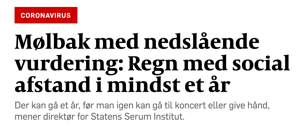 CORONAVIRUS
Mølbak med nedslående
vurdering: Regn med social
afstand i mindst et år
Der kan gå et år, før man igen kan gå til koncert eller give hånd,
mener direktør for Statens Serum Institut.